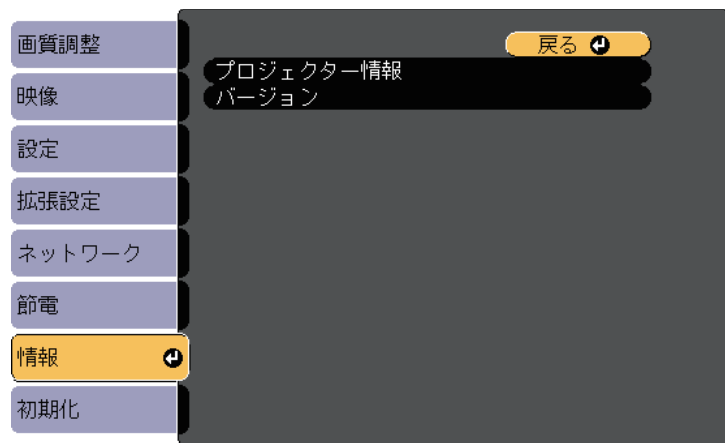 画質調整
映像
設定
拡張設定
ネットワーク
節電
情報
初期化
戻る
プロジェクター情報
バージョン